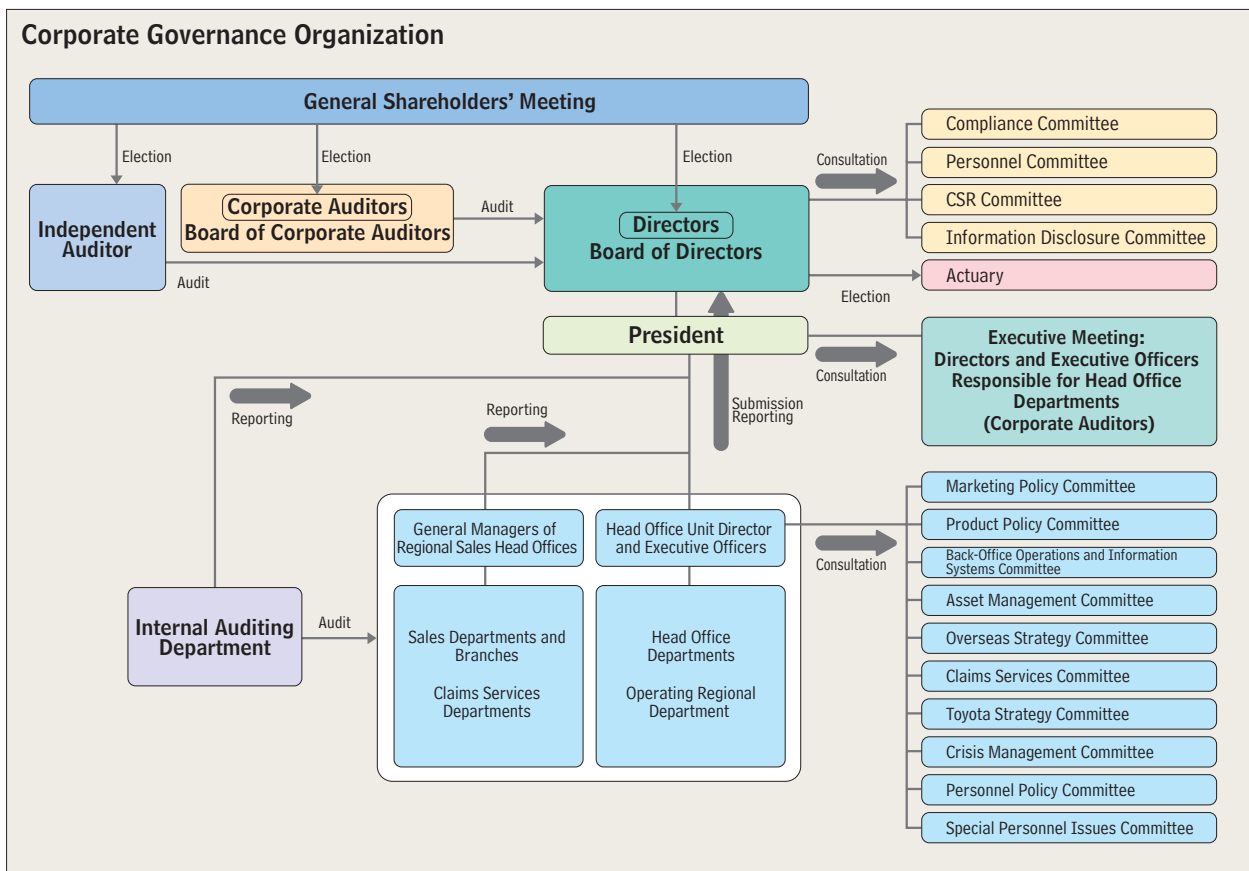 Corporate Governance Organization
General Shareholders’ Meeting
Election
Election
Election
Independent
Auditor
Corporate Auditors
Board of Corporate Auditors
Audit
Audit
Directors
Board of Directors
Consultation
Compliance Committee
Personnel Committee
CSR Committee
Information Disclosure Committee
Actuary
Election
President
Consultation
Executive Meeting:
Directors and Executive Officers
Responsible for Head Office
Departments
(Corporate Auditors)
Reporting
Reporting
Submission
Reporting
General Managers of
Regional Sales Head Offices
Head Office Unit Director
and Executive Officers
Consultation
Internal Auditing
Department
Audit
Sales Departments and
Branches
Claims Services
Departments
Head Office
Departments
Operating Regional
Department
Marketing Policy Committee
Product Policy Committee
Back-Office Operations and Information
Systems Committee
Asset Management Committee
Overseas Strategy Committee
Claims Services Committee
Toyota Strategy Committee
Crisis Management Committee
Personnel Policy Committee
Special Personnel Issues Committee